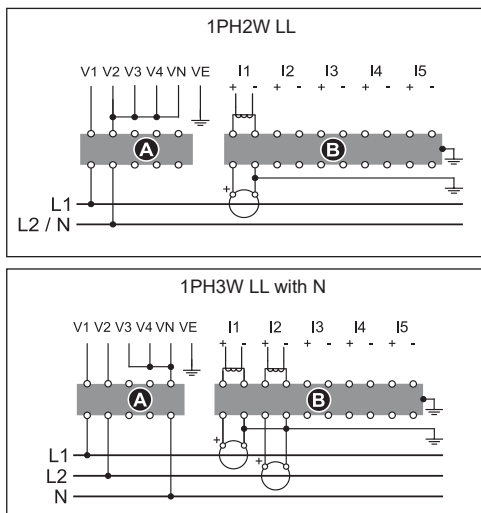 1PH2W LL
V1 V2 V3 V4 VN VE I1 I2 I3 I4 I5
+ - + - + - + - + -
A B
+
L1
L2 / N
1PH3W LL with N
V1 V2 V3 V4 VN VE I1 I2 I3 I4 I5
+ - + - + - + - + -
A B
L1 +
L2 +
N